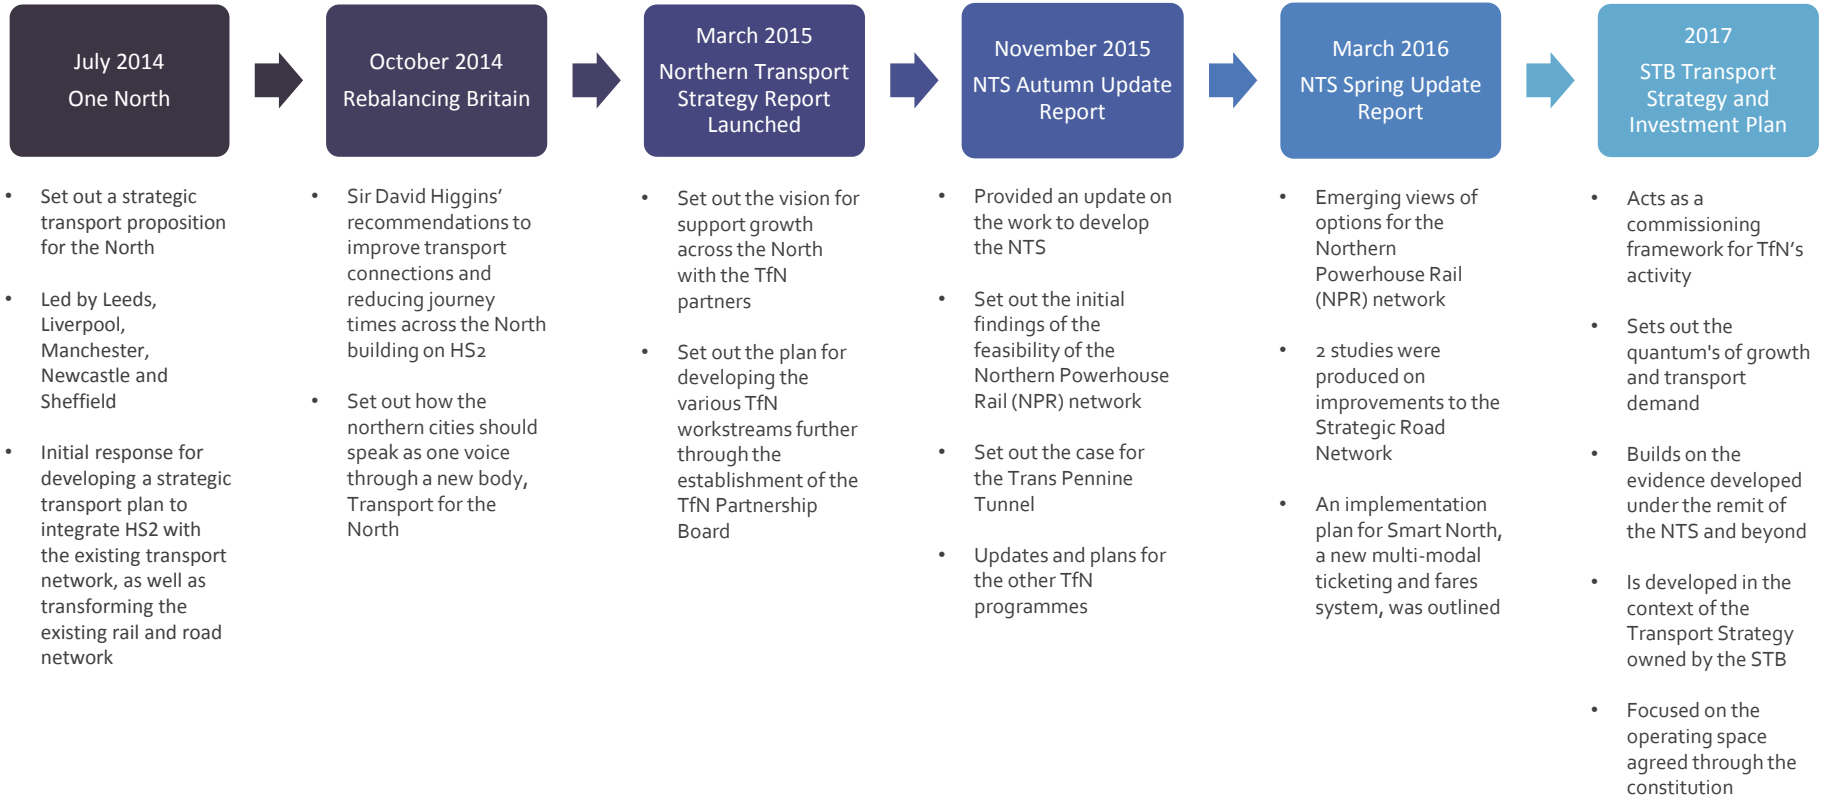 July 2014
One North
October 2014
Rebalancing Britain
March 2015
Northern Transport
Strategy Report
Launched
November 2015
NTS Autumn Update
Report
March 2016
NTS Spring Update
Report
2017
STB Transport
Strategy and
Investment Plan
• Set out a strategic
transport proposition
for the North
• Led by Leeds,
Liverpool,
Manchester,
Newcastle and
Sheffield
• Initial response for
developing a strategic
transport plan to
integrate HS2 with
the existing transport
network, as well as
transforming the
existing rail and road
network
• Sir David Higgins’
recommendations to
improve transport
connections and
reducing journey
times across the North
building on HS2
• Set out how the
northern cities should
speak as one voice
through a new body,
Transport for the
North
• Set out the vision for
support growth
across the North
with the TfN
partners
• Set out the plan for
developing the
various TfN
workstreams further
through the
establishment of the
TfN Partnership
Board
• Provided an update on
the work to develop
the NTS
• Set out the initial
findings of the
feasibility of the
Northern Powerhouse
Rail (NPR) network
• Set out the case for
the Trans Pennine
Tunnel
• Updates and plans for
the other TfN
programmes
• Emerging views of
options for the
Northern
Powerhouse Rail
(NPR) network
• 2 studies were
produced on
improvements to the
Strategic Road
Network
• An implementation
plan for Smart North,
a new multi-modal
ticketing and fares
system, was outlined
• Acts as a
commissioning
framework for TfN’s
activity
• Sets out the
quantum's of growth
and transport
demand
• Builds on the
evidence developed
under the remit of
the NTS and beyond
• Is developed in the
context of the
Transport Strategy
owned by the STB
• Focused on the
operating space
agreed through the
constitution